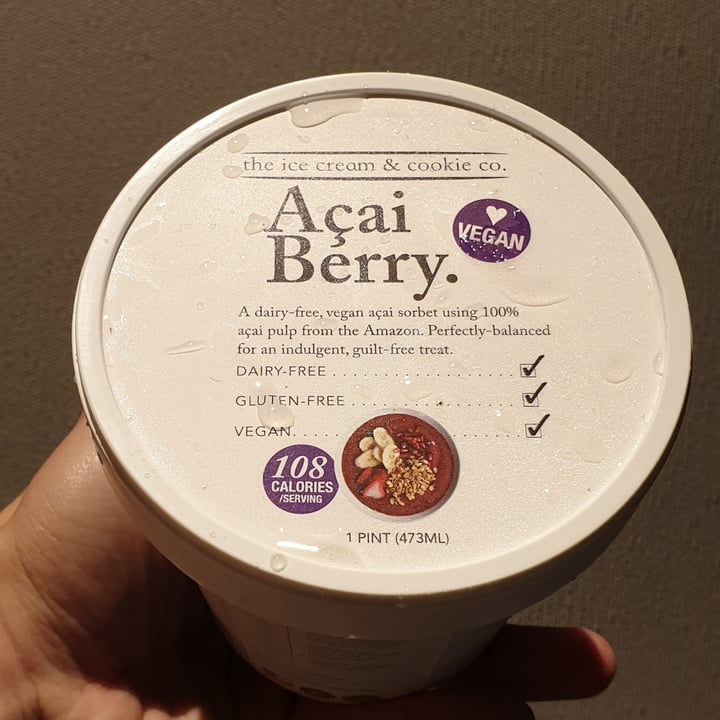 the ice cream & cookie co.
Açai
Berry.
VEGAN
A dairy-free, vegan açai sorbet using 100%
açai pulp from the Amazon. Perfectly-balanced
for an indulgent, guilt-free treat.
DAIRY-FREE
GLUTEN-FREE
VEGAN
108
CALORIES
/SERVING
1 PINT (473ML)